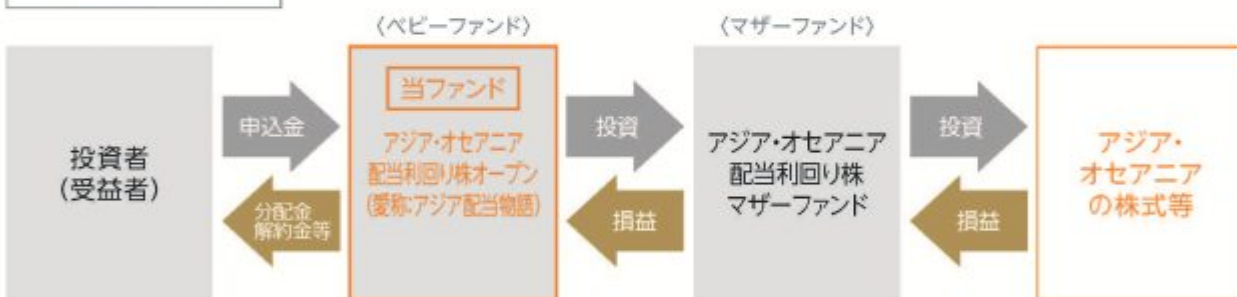 〈ベビーファンド〉
〈マザーファンド〉
投資者
(受益者)
申込金
分配金
解約金等
当ファンド
アジア・オセアニア
配当利回り株オープン
(愛称:アジア配当物語)
投資
損益
アジア・オセアニア
配当利回り株
マザーファンド
投資
損益
アジア・
オセアニア
の株式等